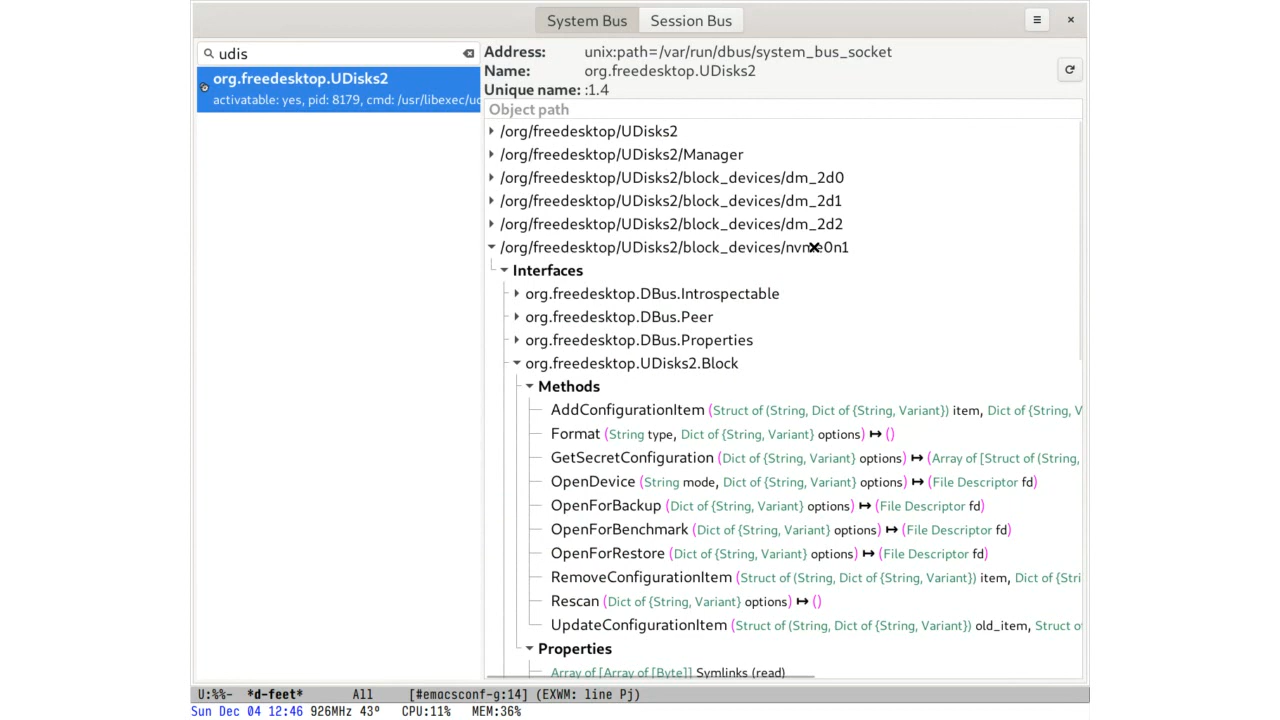 System Bus Session Bus
udis
org.freedesktop.UDisks2
activatable: yes, pid: 8179, cmd: /usr/libexec/ud
Address: unix:path=/var/run/dbus/system_bus_socket
Name: org.freedesktop.UDisks2
Unique name: :1.4
Object path
/org/freedesktop/UDisks2
/org/freedesktop/UDisks2/Manager
/org/freedesktop/UDisks2/block_devices/dm_2d0
/org/freedesktop/UDisks2/block_devices/dm_2d1
/org/freedesktop/UDisks2/block_devices/dm_2d2
/org/freedesktop/UDisks2/block_devices/nvme0n1
Interfaces
org.freedesktop.DBus.Introspectable
org.freedesktop.DBus.Peer
org.freedesktop.DBus.Properties
org.freedesktop.UDisks2.Block
Methods
AddConfigurationItem (Struct of (String, Dict of {String, Variant}) item, Dict of {String, V
Format (String type, Dict of {String, Variant} options) ↦ ()
GetSecretConfiguration (Dict of {String, Variant} options) ↦ (Array of [Struct of (String,
OpenDevice (String mode, Dict of {String, Variant} options) ↦ (File Descriptor fd)
OpenForBackup (Dict of {String, Variant} options) ↦ (File Descriptor fd)
OpenForBenchmark (Dict of {String, Variant} options) ↦ (File Descriptor fd)
OpenForRestore (Dict of {String, Variant} options) ↦ (File Descriptor fd)
RemoveConfigurationItem (Struct of (String, Dict of {String, Variant}) item, Dict of {Stri
Rescan (Dict of {String, Variant} options) ↦ ()
UpdateConfigurationItem (Struct of (String, Dict of {String, Variant}) old_item, Struct o
Properties
Array of [Array of [Byte]] Symlinks (read)
U:%%- *d-feet* All [#emacsconf-g:14] (EXWM: line Pj)
Sun Dec 04 12:46 926MHz 43° CPU:11% MEM:36%